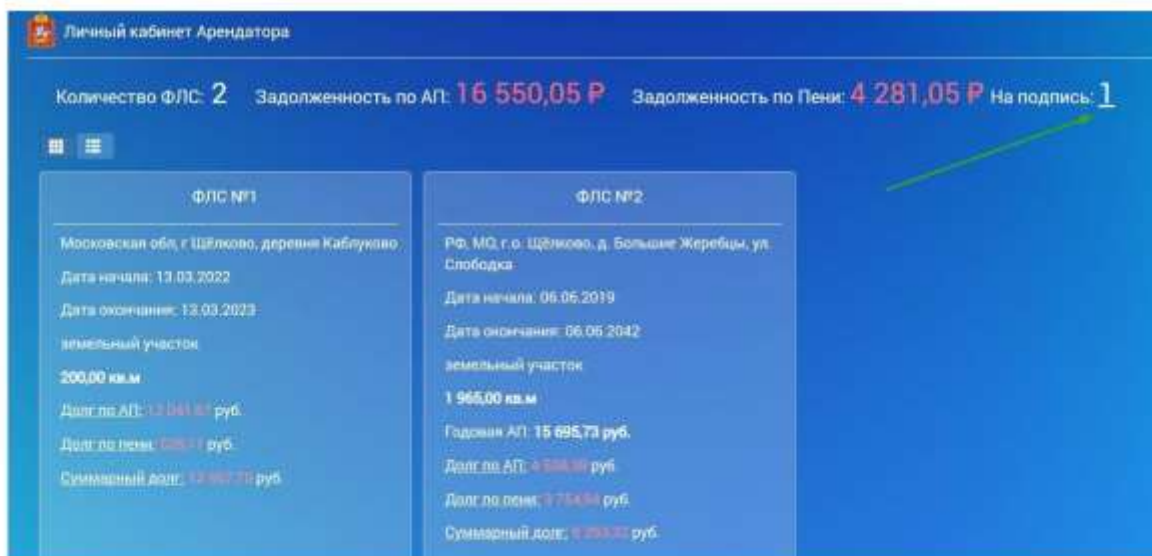 Личный кабинет Арендатора
Количество ФЛС: 2 Задолженность по АП: 16 550,05 ₽ Задолженность по Пени: 4 281,05 ₽ На подпись: 1
ФЛС №1
Московская обл, г Щёлково, деревня Каблуково
Дата начала: 13.03.2022
Дата окончания: 13.03.2023
земельный участок
200,00 кв.м
Долг по АП: руб.
Долг по пени: руб.
Суммарный долг: руб.
ФЛС №2
РФ, МО, г.о. Щёлково, д. Большие Жеребцы, ул.
Слободка
Дата начала: 06.06.2019
Дата окончания: 06.06.2042
земельный участок
1 965,00 кв.м
Годовая АП: 15 695,73 руб.
Долг по АП: руб.
Долг по пени: руб.
Суммарный долг: руб.